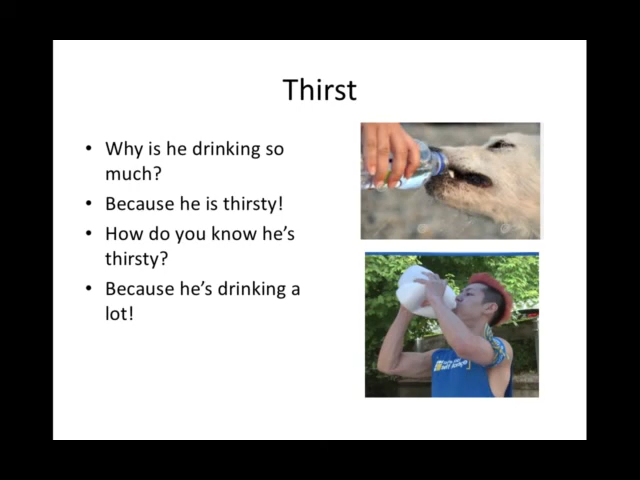 Thirst
• Why is he drinking so
much?
• Because he is thirsty!
• How do you know he's
thirsty?
• Because he's drinking a
lot!